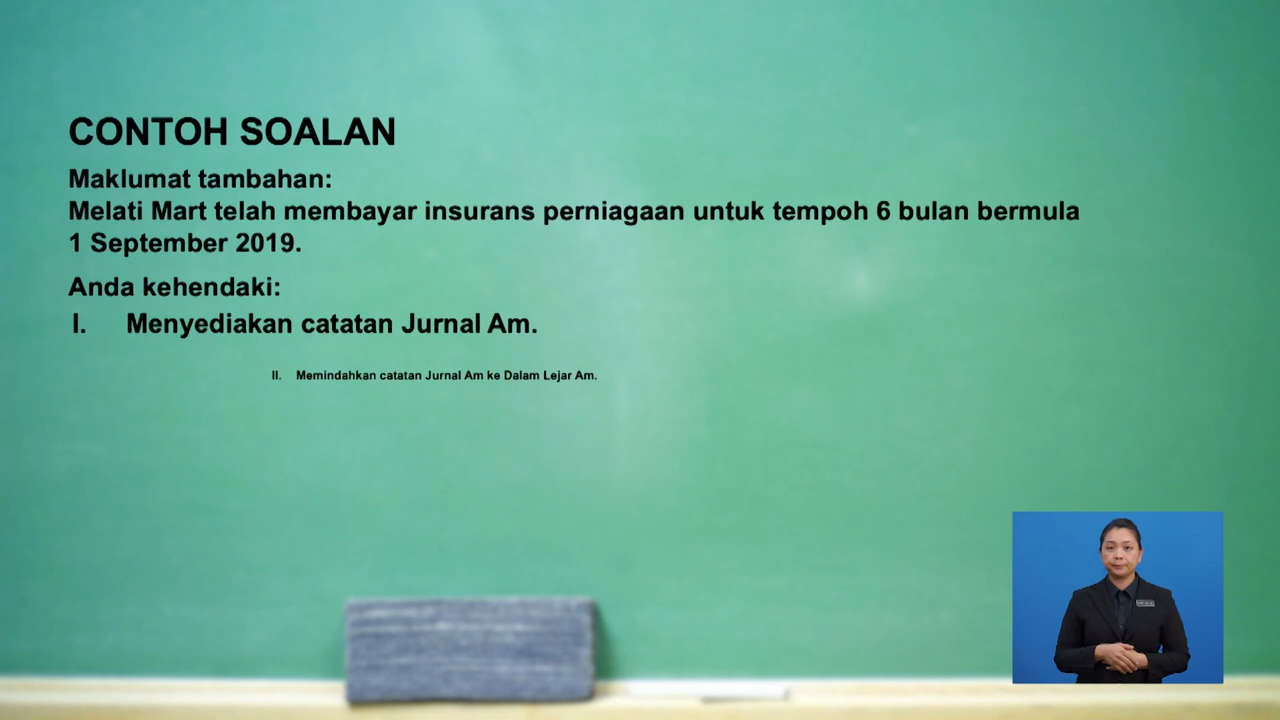 CONTOH SOALAN
Maklumat tambahan:
Melati Mart telah membayar insurans perniagaan untuk tempoh 6 bulan bermula
1 September 2019.
Anda kehendaki:
I. Menyediakan catatan Jurnal Am.
II. Memindahkan catatan Jurnal Am ke Dalam Lejar Am.